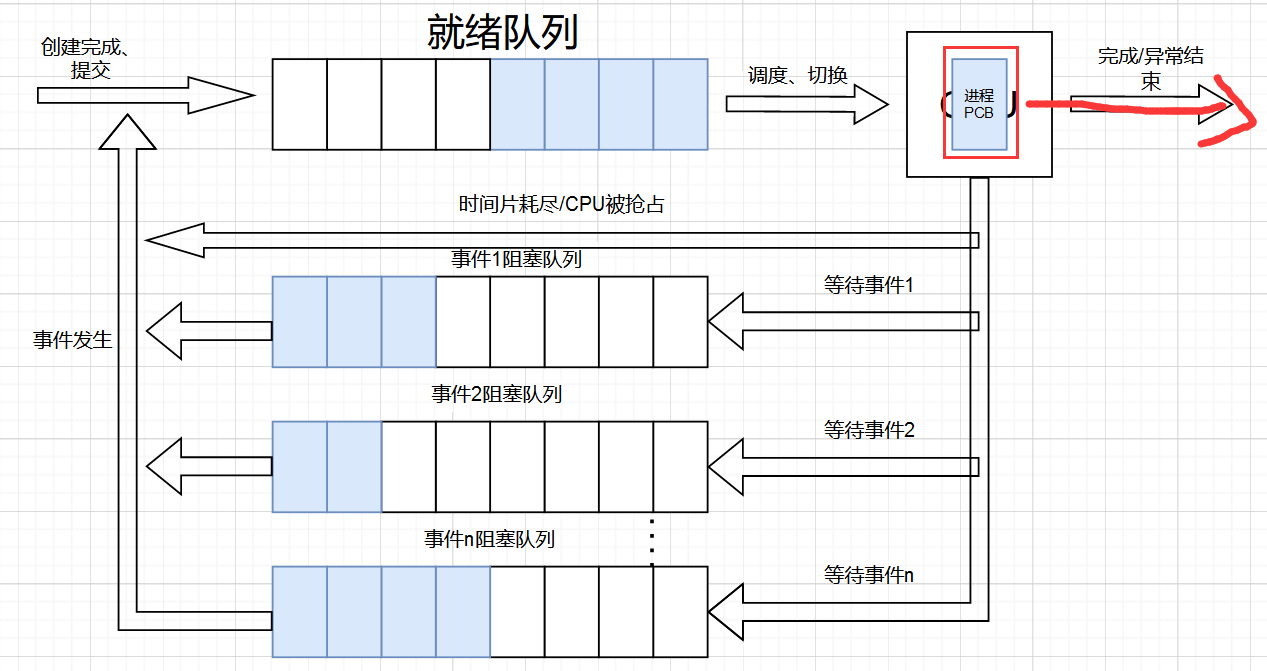 就绪队列
创建完成、
提交
调度、切换
进程
PCB
完成/异常结
束
时间片耗尽/CPU被抢占
事件1阻塞队列
等待事件1
事件发生
事件2阻塞队列
等待事件2
事件n阻塞队列
等待事件n